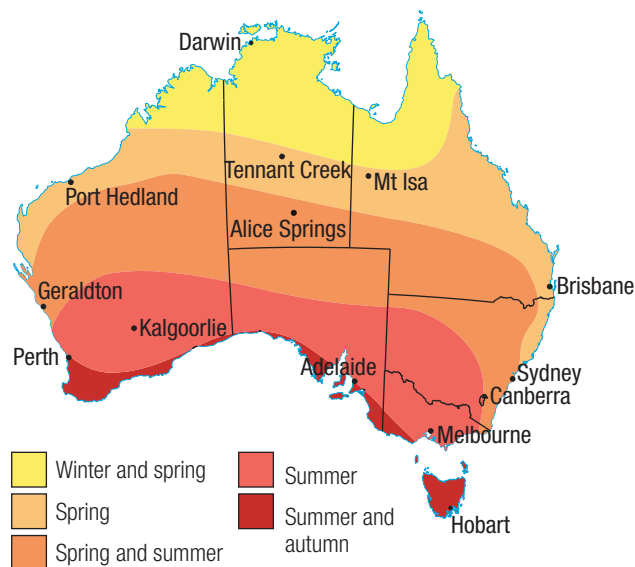 Darwin
Tennant Creek
Mt Isa
Port Hedland
Alice Springs
Geraldton
Brisbane
Kalgoorlie
Perth
Adelaide
Sydney
Canberra
Melbourne
Hobart
Winter and spring
Spring
Spring and summer
Summer
Summer and
autumn